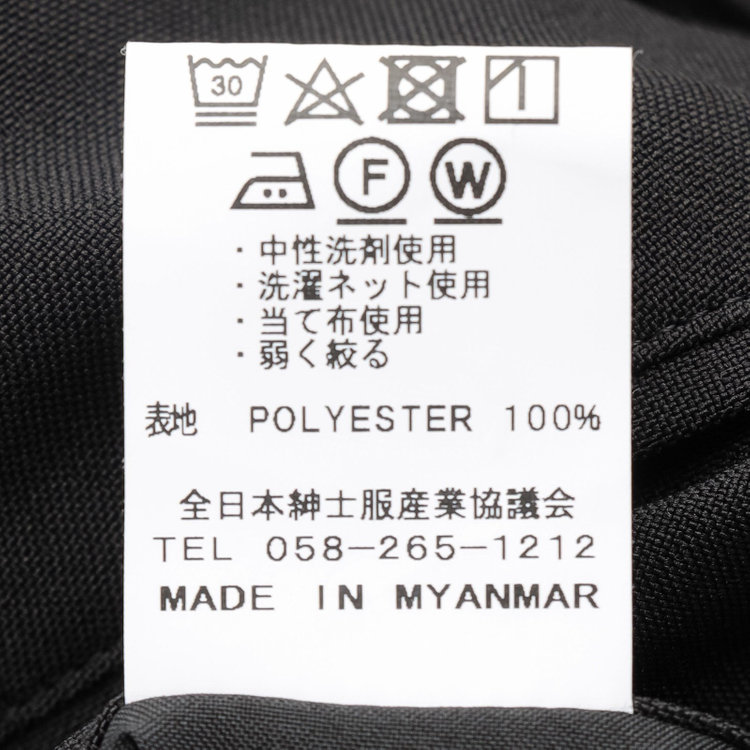 30
F W
・中性洗剤使用
・洗濯ネット使用
・当て布使用
・弱く絞る
表地 POLYESTER 100%
全日本紳士服産業協議会
TEL 058-265-1212
MADE IN MYANMAR